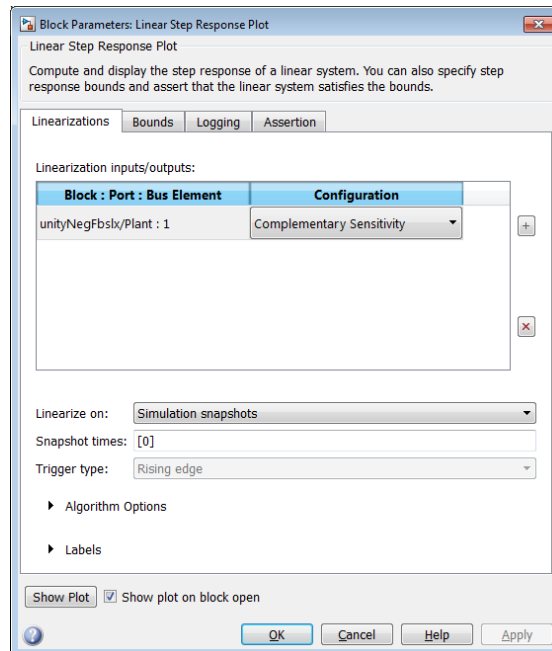 Block Parameters: Linear Step Response Plot
Linear Step Response Plot
Compute and display the step response of a linear system. You can also specify step
response bounds and assert that the linear system satisfies the bounds.
Linearizations Bounds Logging Assertion
Linearization inputs/outputs:
Block : Port : Bus Element Configuration
unityNegFbslx/Plant : 1 Complementary Sensitivity
Linearize on: Simulation snapshots
Snapshot times: [0]
Trigger type: Rising edge
Algorithm Options
Labels
Show Plot Show plot on block open
OK Cancel Help Apply